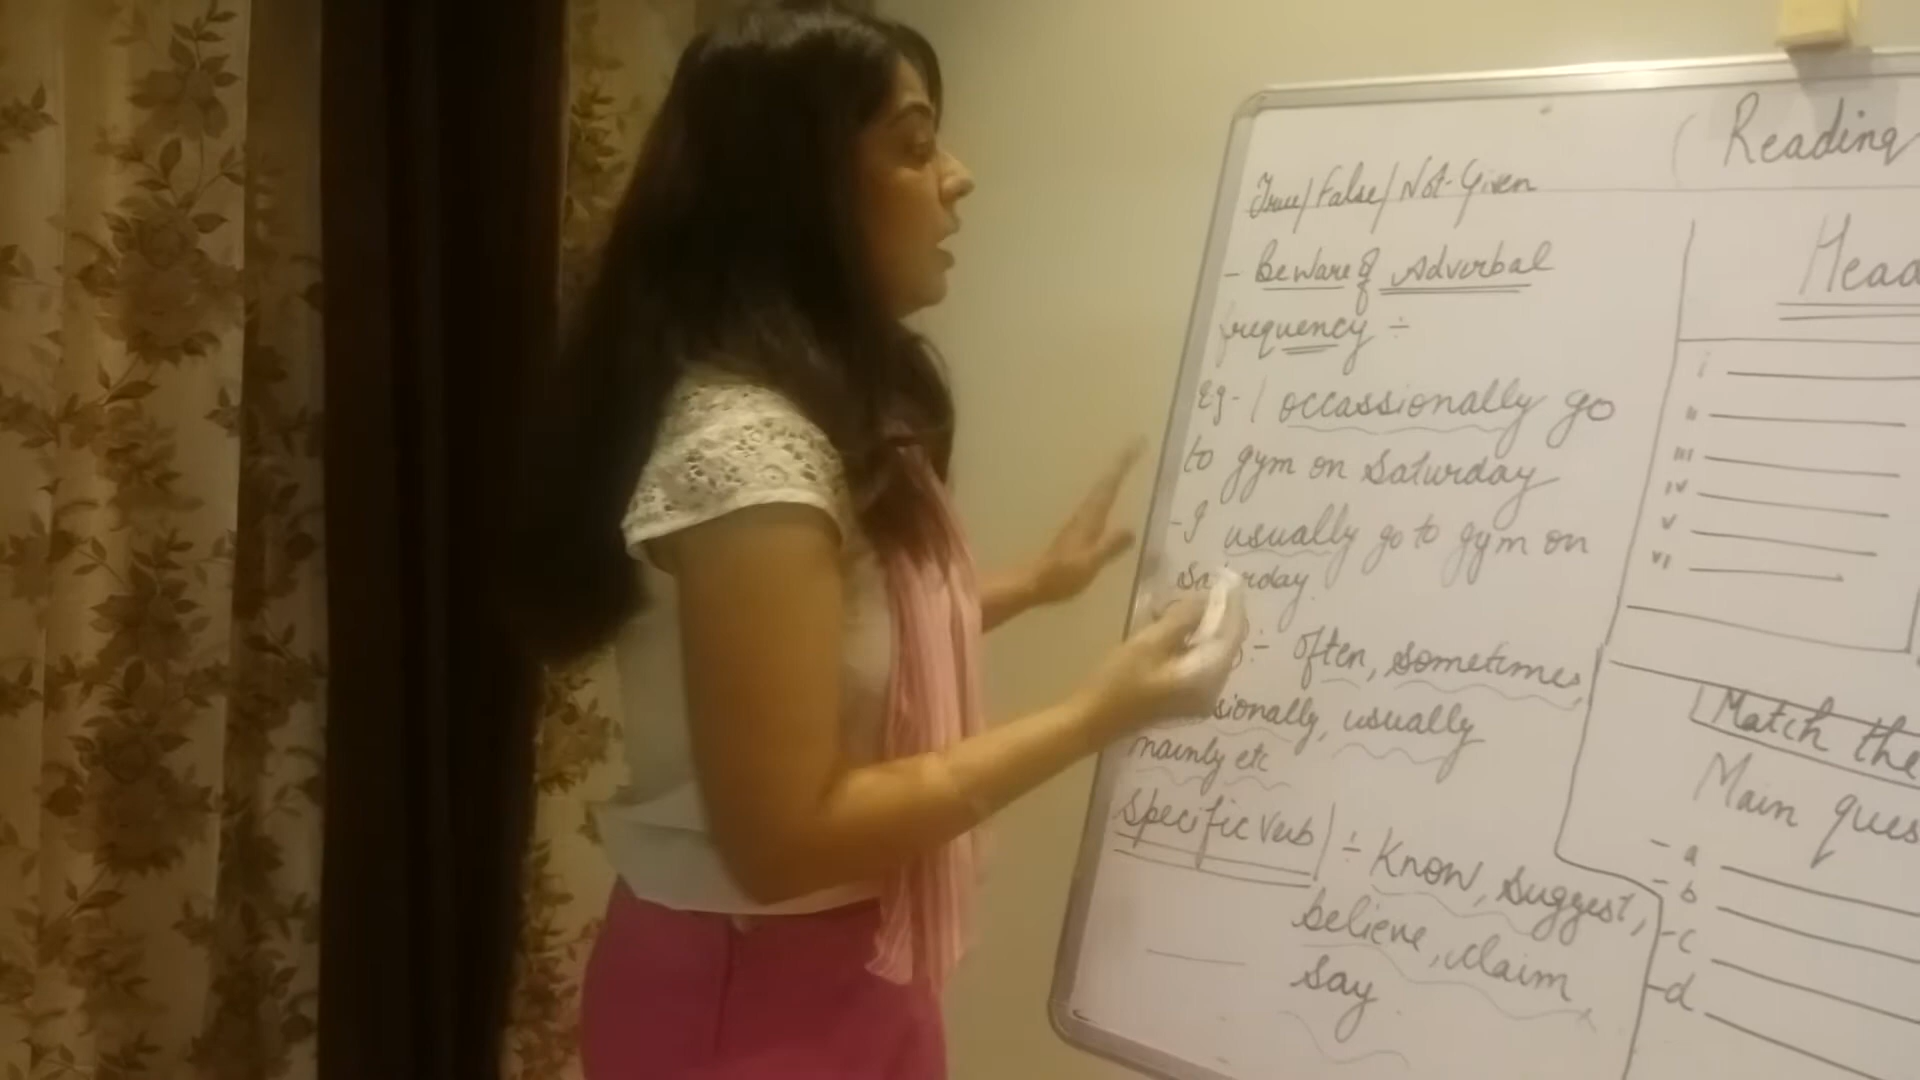 Reading
True/False/Not-Given
- Beware of Adverbal
frequency ÷
Eg- I occassionally go
to gym on Saturday
- I usually go to gym on
Saturday.
÷ often, sometimes,
sionally, usually
mainly etc
Specific Verb ÷ Know, Suggest,
believe, claim,
Say
Head
i
ii
iii
iv
v
vi
Match the
Main ques
- a
- b
- c
- d